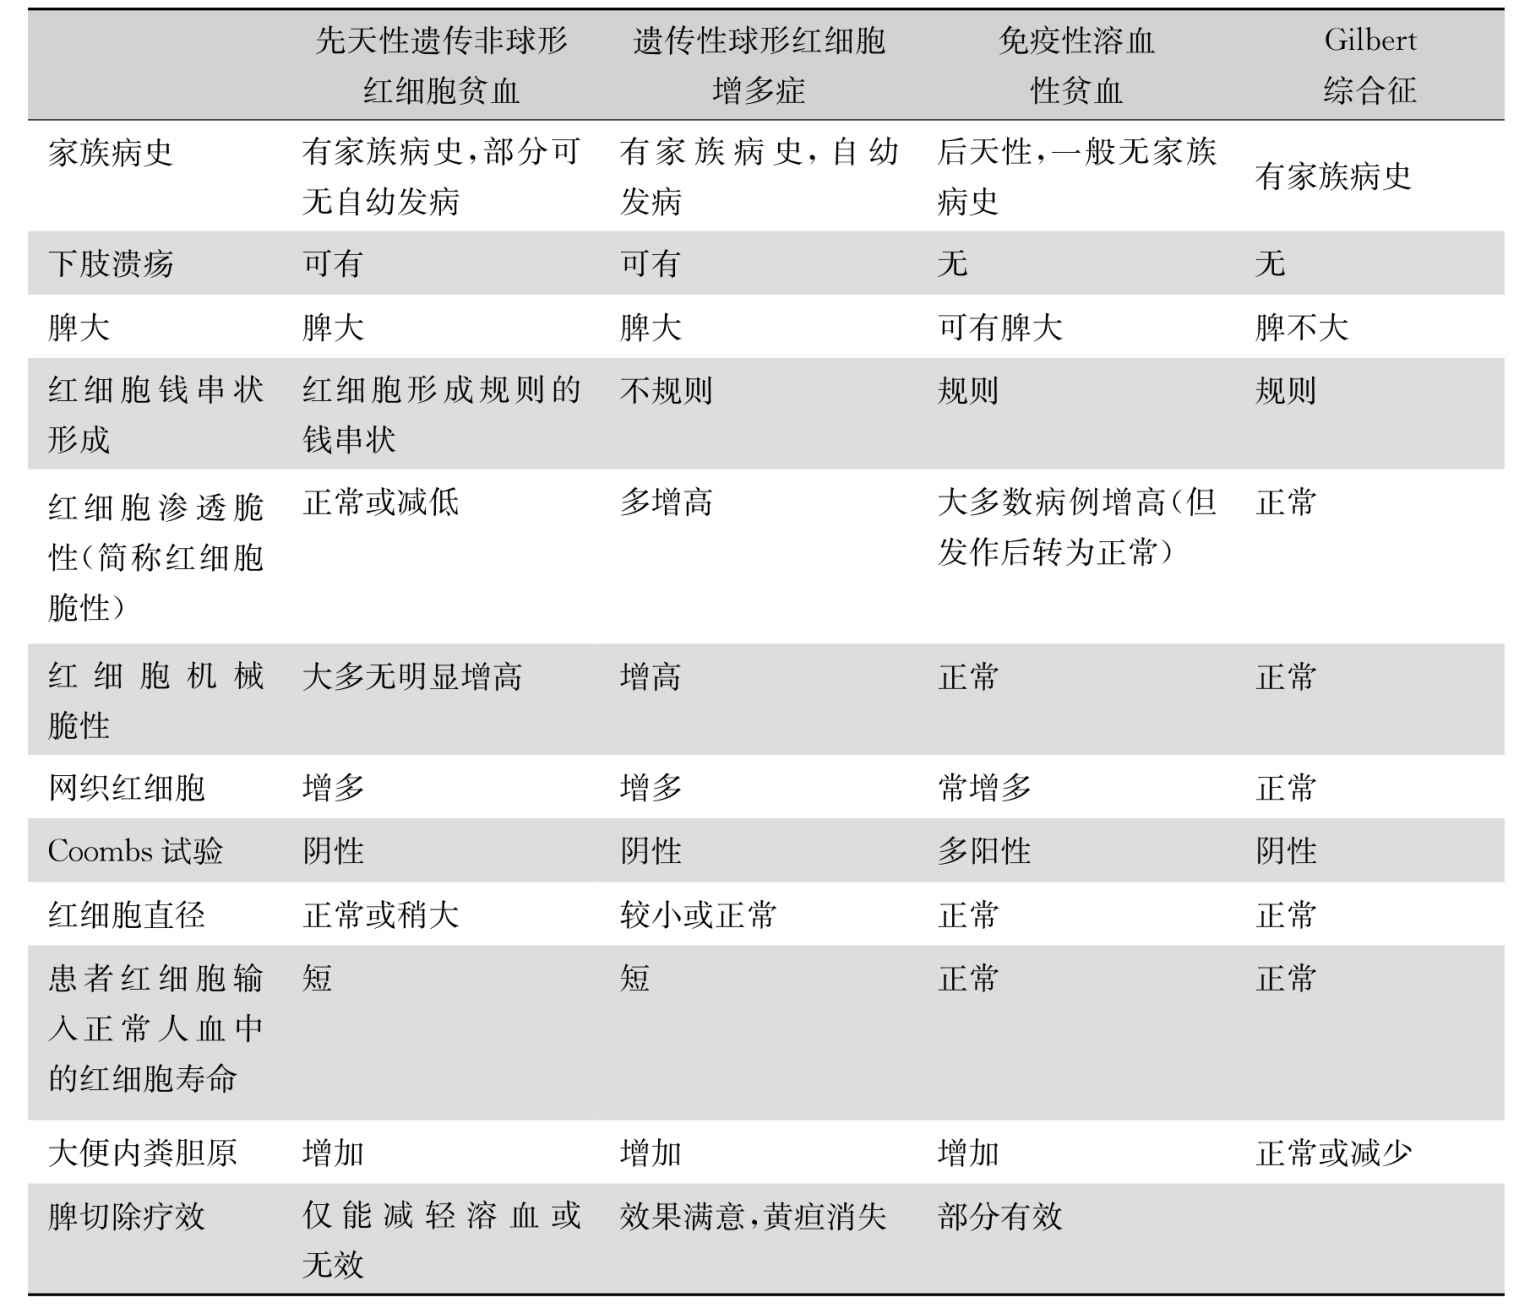 先天性遗传非球形 遗传性球形红细胞 免疫性溶血 Gilbert
红细胞贫血 增多症 性贫血 综合征
家族病史 有家族病史,部分可 有家族病史,自幼 后天性,一般无家族 有家族病史
无自幼发病 发病 病史
下肢溃疡 可有 可有 无 无
脾大 脾大 脾大 可有脾大 脾不大
红细胞钱串状 红细胞形成规则的 不规则 规则 规则
形成 钱串状
红细胞渗透脆 正常或减低 多增高 大多数病例增高(但 正常
性(简称红细胞 发作后转为正常)
脆性)
红细胞机械 大多无明显增高 增高 正常 正常
脆性
网织红细胞 增多 增多 常增多 正常
Coombs 试验 阴性 阴性 多阳性 阴性
红细胞直径 正常或稍大 较小或正常 正常 正常
患者红细胞输 短 短 正常 正常
入正常人血中
的红细胞寿命
大便内粪胆原 增加 增加 增加 正常或减少
脾切除疗效 仅能减轻溶血或 效果满意,黄疸消失 部分有效
无效